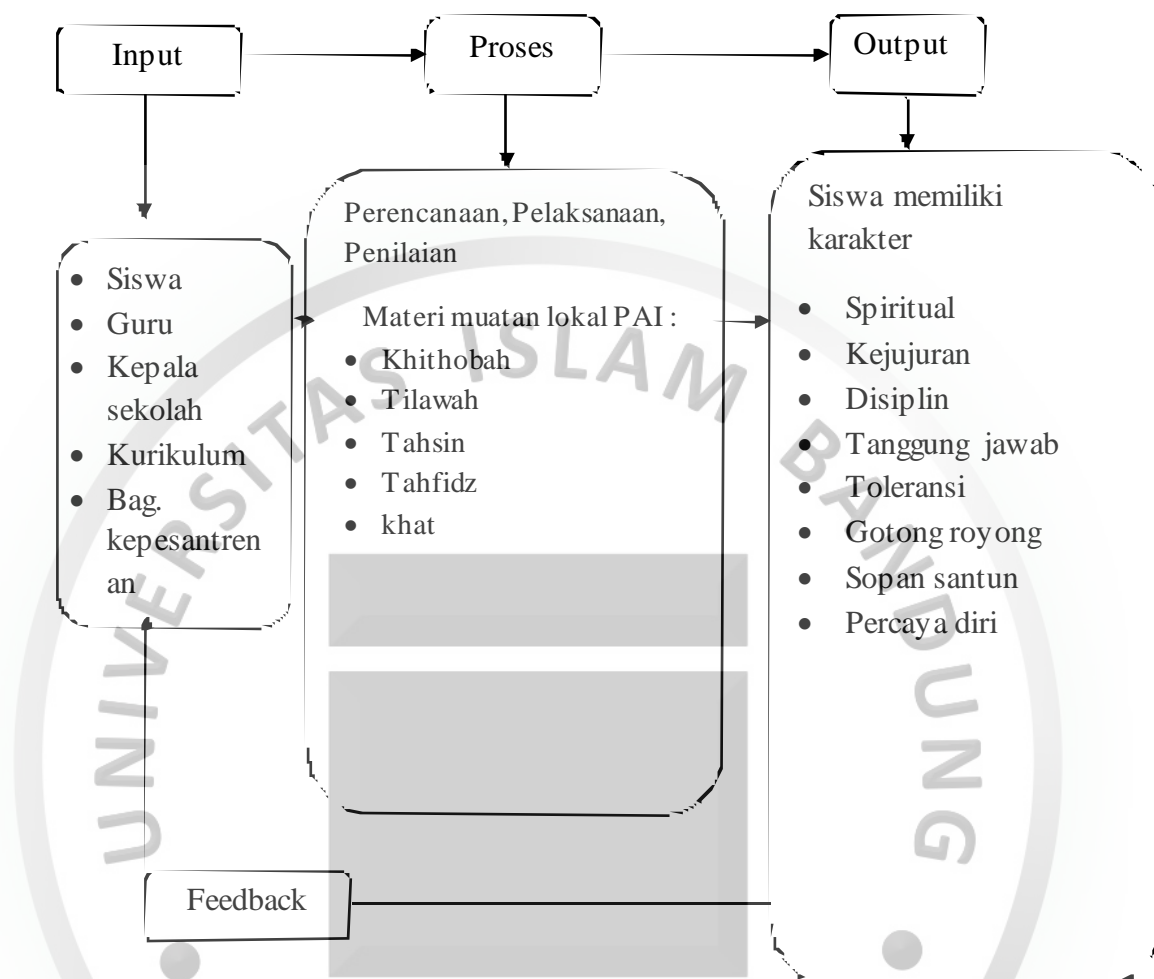 Input
Proses
Output
• Siswa
• Guru
• Kepala
sekolah
• Kurikulum
• Bag.
kepesantren
an
Perencanaan, Pelaksanaan,
Penilaian
Materi muatan lokal PAI :
• Khithobah
• Tilawah
• Tahsin
• Tahfidz
• khat
Siswa memiliki
karakter
• Spiritual
• Kejujuran
• Disiplin
• Tanggung jawab
• Toleransi
• Gotong royong
• Sopan santun
• Percaya diri
Feedback
UNIVERSITAS ISLAM BANDUNG